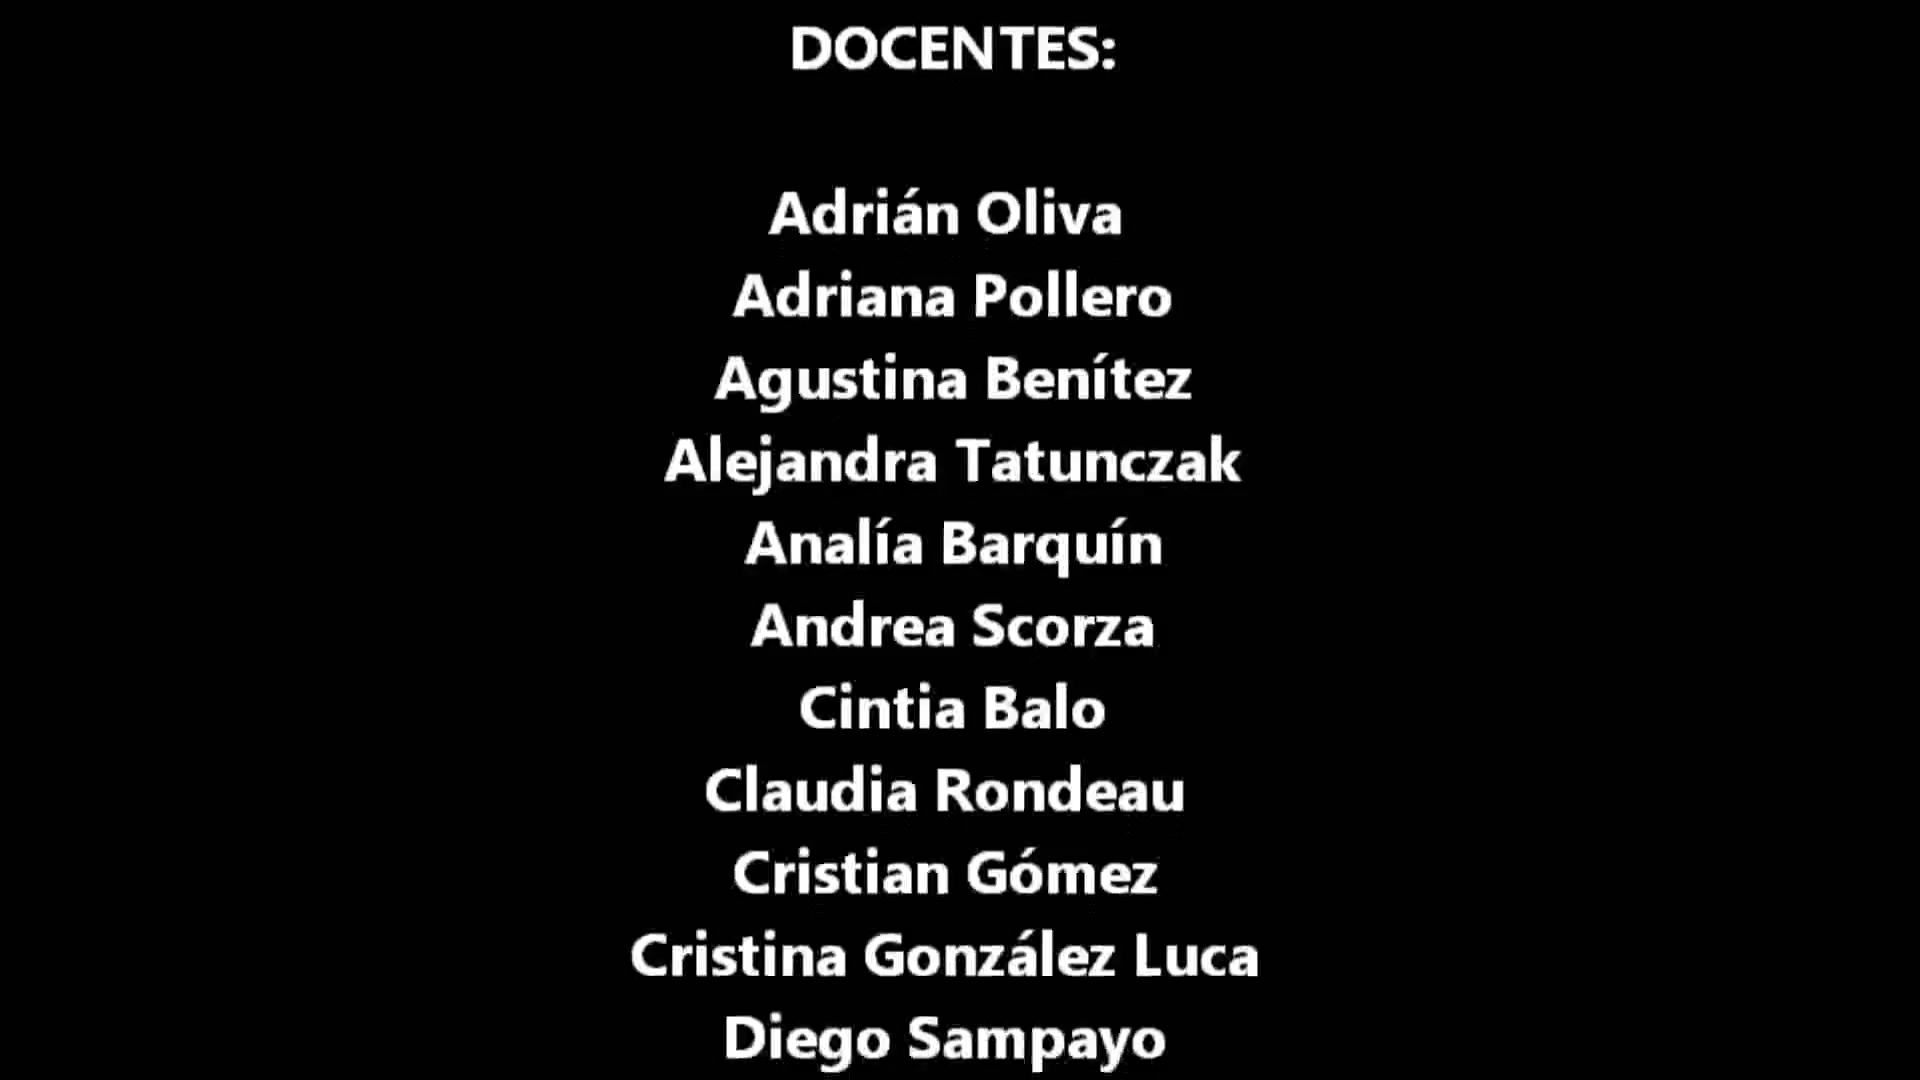 DOCENTES:
Adrián Oliva
Adriana Pollero
Agustina Benítez
Alejandra Tatunczak
Analía Barquín
Andrea Scorza
Cintia Balo
Claudia Rondeau
Cristian Gómez
Cristina González Luca
Diego Sampayo